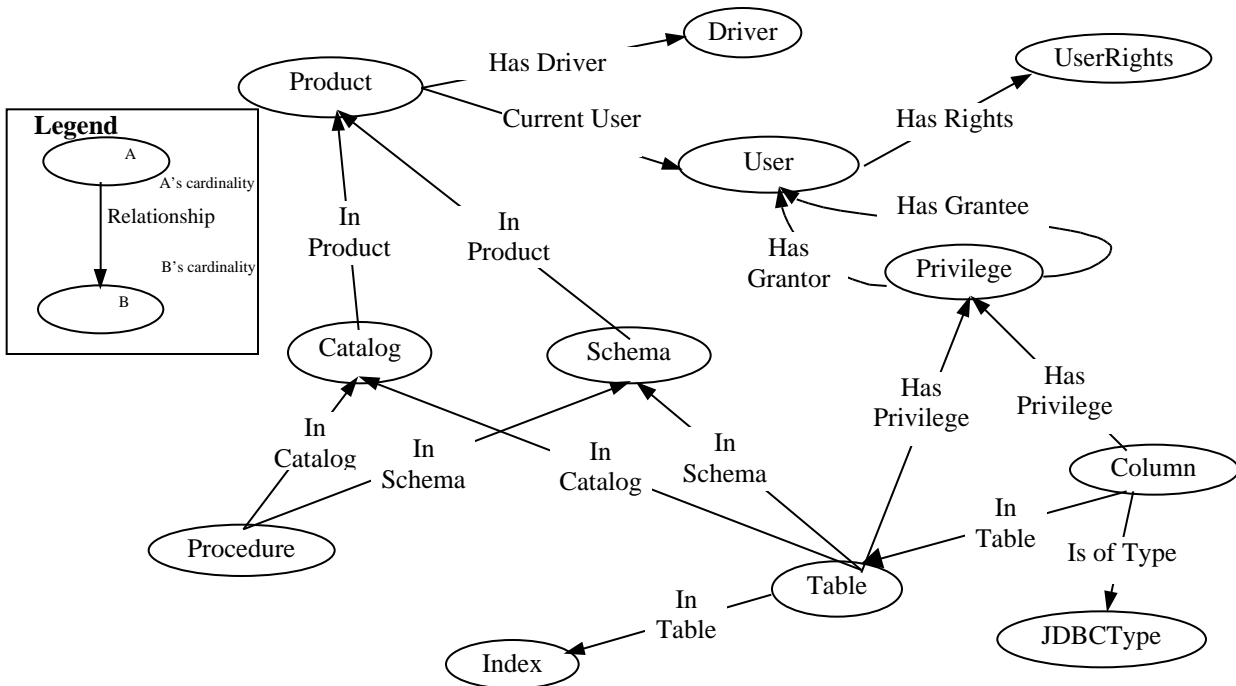 Driver
Has Driver
UserRights
Product
Current User
Has Rights
Legend
A
A's cardinality
Relationship
B's cardinality
B
User
Has Grantee
In
Product
In
Product
Has
Grantor
Privilege
Catalog
Schema
Has
Privilege
Has
Privilege
In
Catalog
In
Schema
In
Catalog
In
Schema
Column
In
Table
Procedure
Is of Type
Table
In
Table
Index
JDBCType